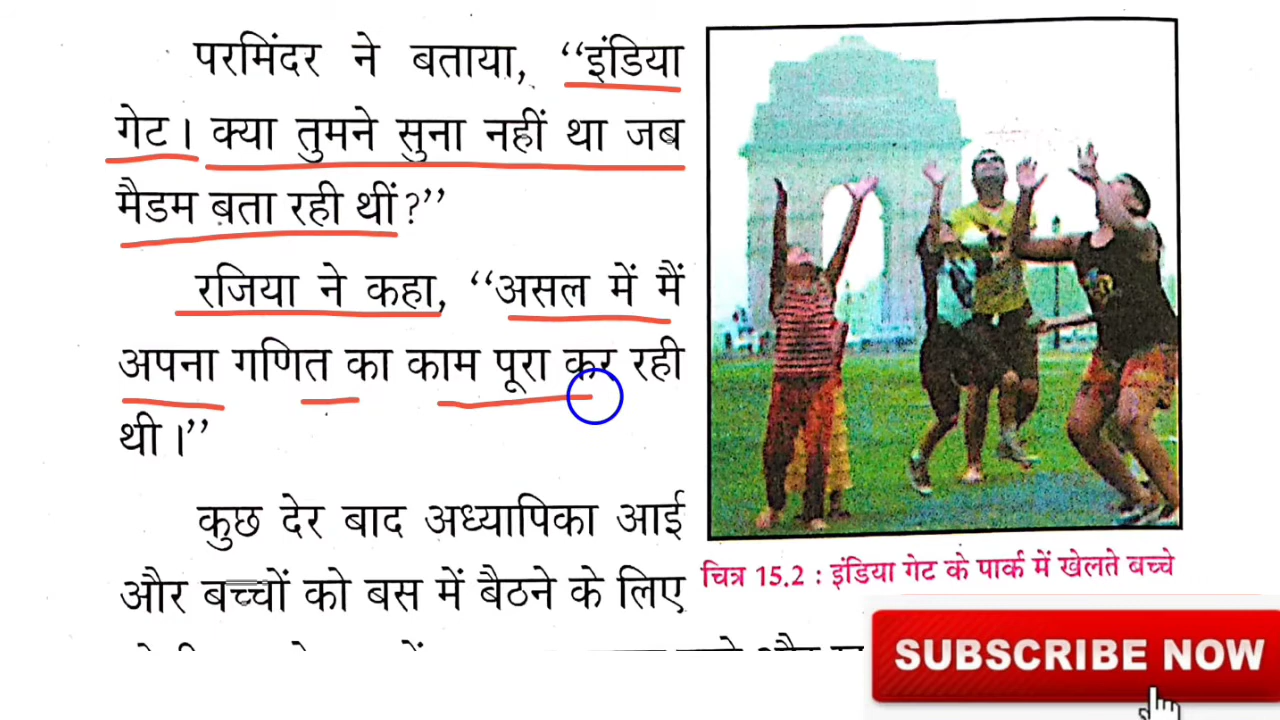 परमिंदर ने बताया, ‘‘इंडिया
गेट। क्या तुमने सुना नहीं था जब
मैडम बता रही थीं?’’
रजिया ने कहा, ‘‘असल में मैं
अपना गणित का काम पूरा कर रही
थी।’’
कुछ देर बाद अध्यापिका आई
और बच्चों को बस में बैठने के लिए
चित्र 15.2 : इंडिया गेट के पार्क में खेलते बच्चे
SUBSCRIBE NOW